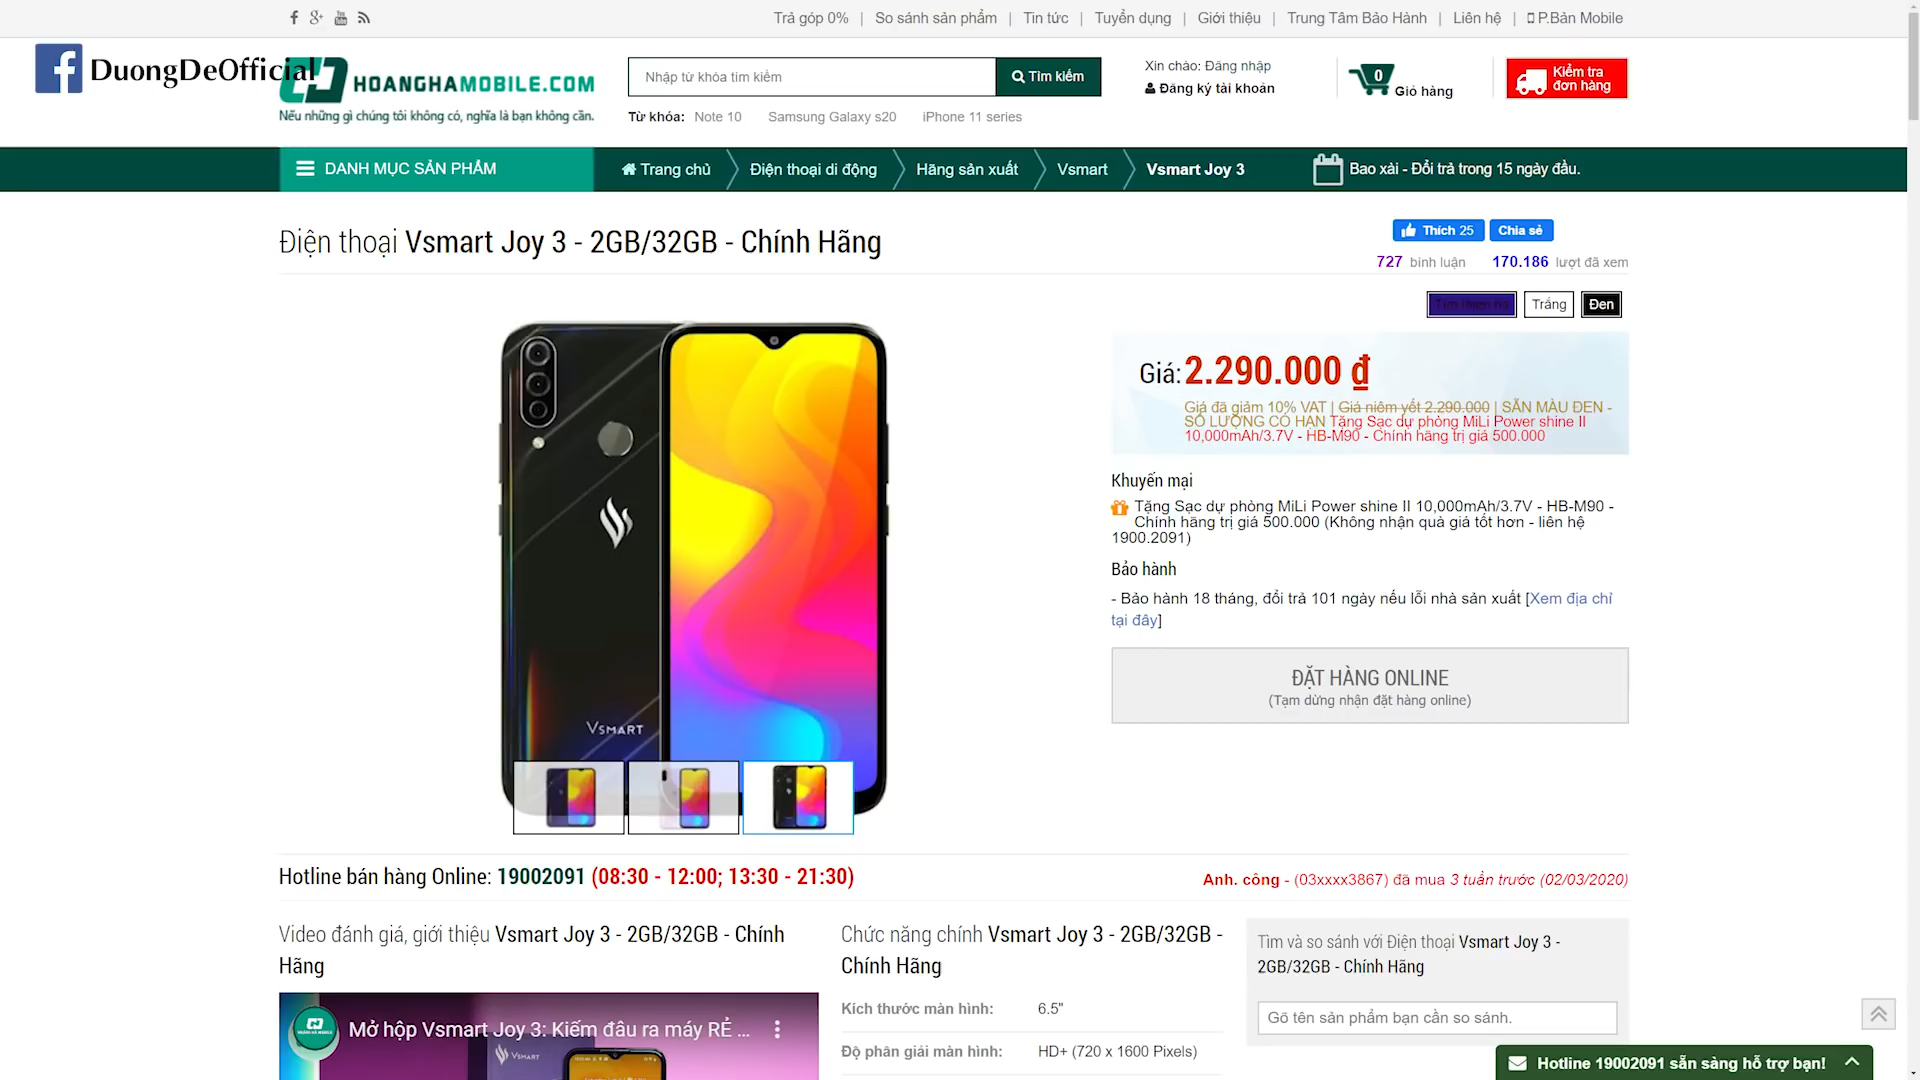 Trả góp 0% | So sánh sản phẩm | Tin tức | Tuyển dụng | Giới thiệu | Trung Tâm Bảo Hành | Liên hệ | P.Bản Mobile
DuongDeOfficial
HOANGHAMOBILE.COM
Nếu những gì chúng tôi không có, nghĩa là bạn không cần.
Nhập từ khóa tìm kiếm
Tìm kiếm
Từ khóa: Note 10 Samsung Galaxy s20 iPhone 11 series
Xin chào: Đăng nhập
Đăng ký tài khoản
0 Giỏ hàng
Kiểm tra
đơn hàng
DANH MỤC SẢN PHẨM
Trang chủ Điện thoại di động Hãng sản xuất Vsmart Vsmart Joy 3
Bao xài - Đổi trả trong 15 ngày đầu.
Điện thoại Vsmart Joy 3 - 2GB/32GB - Chính Hãng
Thích 25 Chia sẻ
727 bình luận 170.186 lượt đã xem
Trắng Đen
Giá: 2.290.000 ₫
Giá đã giảm 10% VAT | Giá niêm yết 2.290.000 | SẴN MÀU ĐEN -
SỐ LƯỢNG CÓ HẠN Tặng Sạc dự phòng MiLi Power shine II
10,000mAh/3.7V - HB-M90 - Chính hãng trị giá 500.000
Khuyến mại
Tặng Sạc dự phòng MiLi Power shine II 10,000mAh/3.7V - HB-M90 -
Chính hãng trị giá 500.000 (Không nhận quà giá tốt hơn - liên hệ
1900.2091)
Bảo hành
- Bảo hành 18 tháng, đổi trả 101 ngày nếu lỗi nhà sản xuất [Xem địa chỉ
tại đây]
ĐẶT HÀNG ONLINE
(Tạm dừng nhận đặt hàng online)
VSMART
Hotline bán hàng Online: 19002091 (08:30 - 12:00; 13:30 - 21:30)
Anh. công - (03xxxx3867) đã mua 3 tuần trước (02/03/2020)
Video đánh giá, giới thiệu Vsmart Joy 3 - 2GB/32GB - Chính
Hãng
Mở hộp Vsmart Joy 3: Kiếm đâu ra máy RẺ ...
VSMART
Chức năng chính Vsmart Joy 3 - 2GB/32GB -
Chính Hãng
Kích thước màn hình: 6.5"
Độ phân giải màn hình: HD+ (720 x 1600 Pixels)
Tìm và so sánh với Điện thoại Vsmart Joy 3 -
2GB/32GB - Chính Hãng
Gõ tên sản phẩm bạn cần so sánh.
Hotline 19002091 sẵn sàng hỗ trợ bạn!